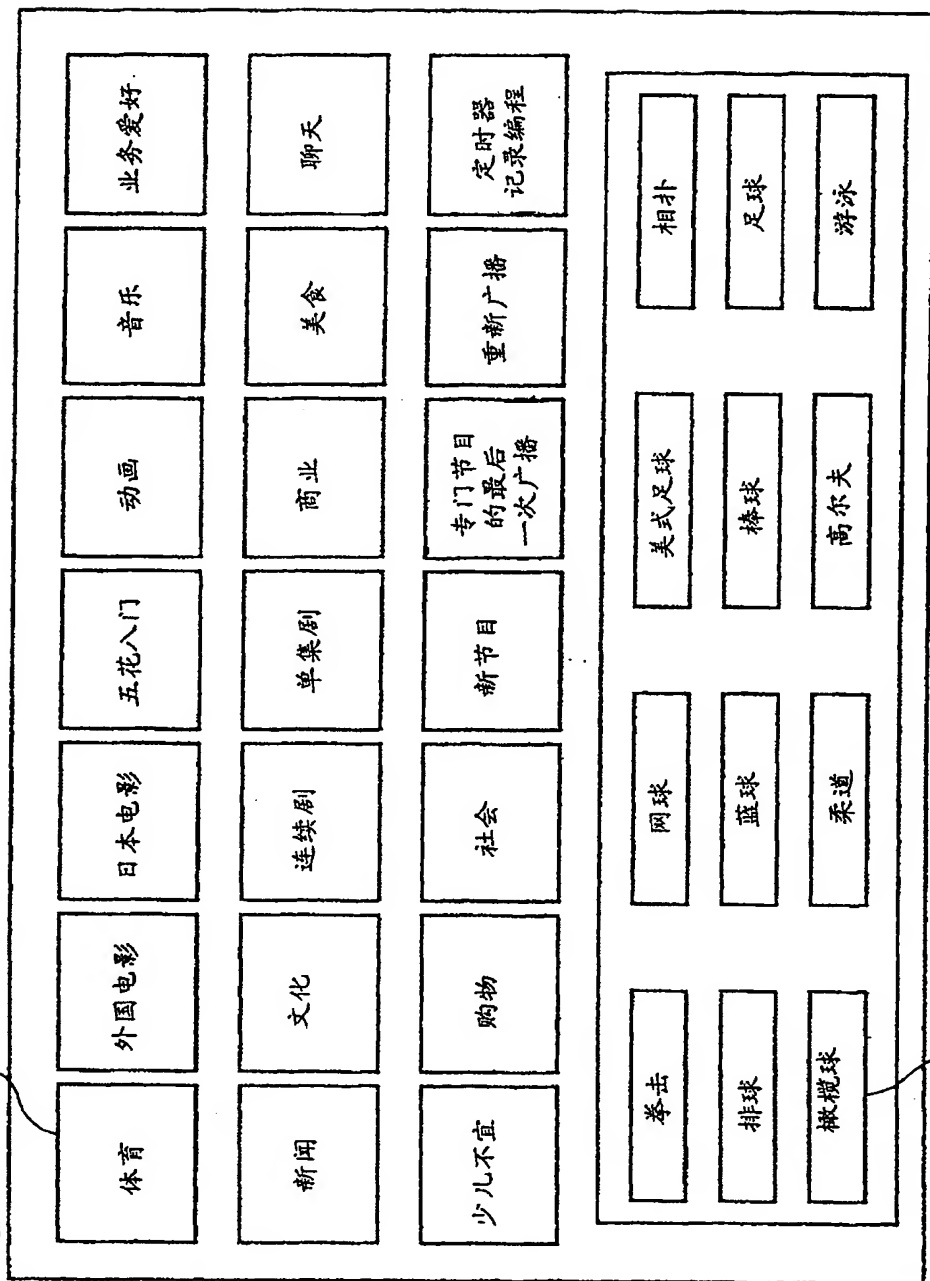 体育
外国电影
日本电影
五花八门
动画
音乐
业务爱好
新闻
文化
连续剧
单集剧
商业
美食
聊天
少儿不宜
购物
社会
新节目
专门节目
的最后
一次广播
重新广播
定时器
记录编程
拳击
网球
美式足球
相扑
排球
蓝球
棒球
足球
橄榄球
柔道
高尔夫
游泳